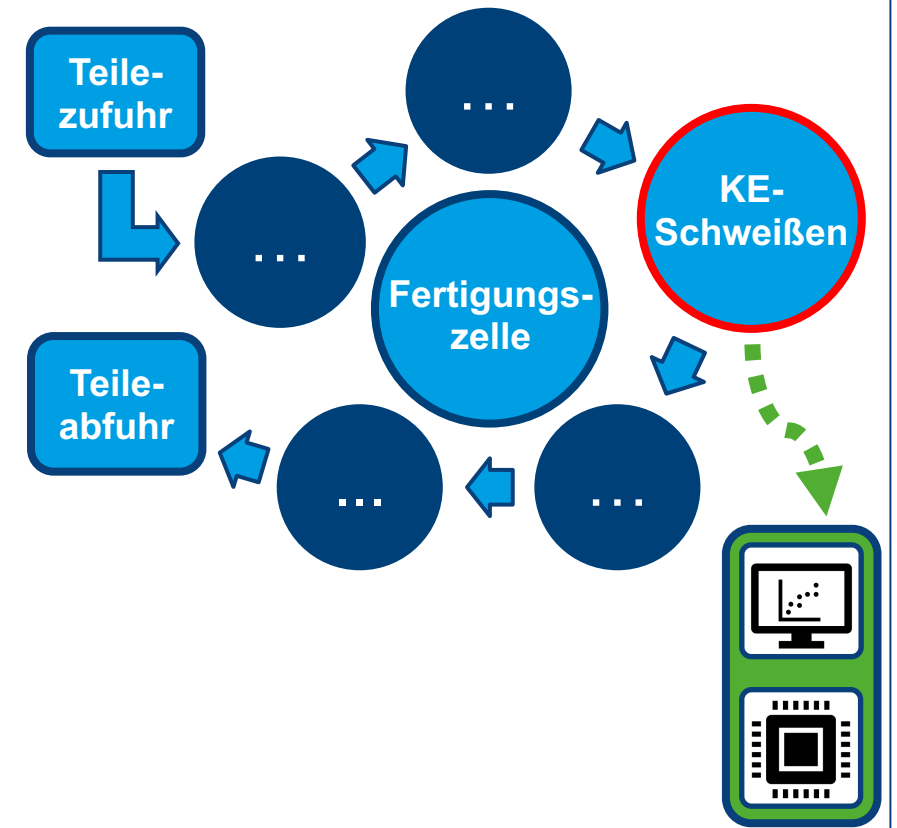 Teile-
zufuhr
. . .
. . .
KE-
Schweißen
Fertigungs-
zelle
Teile-
abfuhr
...
. . .